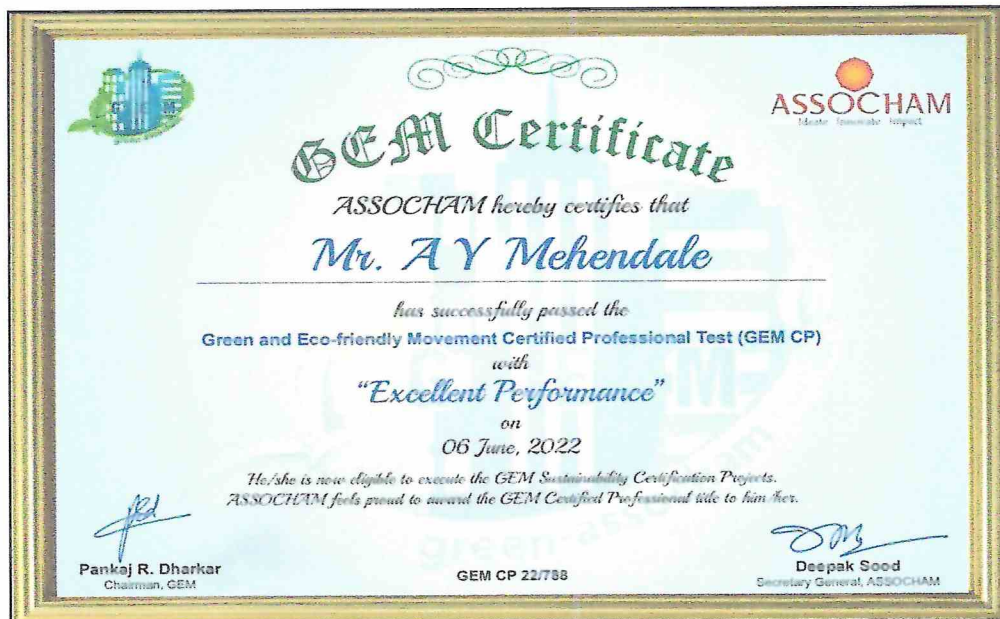 ASSOCHAM
Ideate Innovate Impact
GEM Certificate
ASSOCHAM hereby certifies that
Mr. A Y Mehendale
has successfully passed the
Green and Eco-friendly Movement Certified Professional Test (GEM CP)
with
“Excellent Performance”
on
06 June, 2022
He/she is now eligible to execute the GEM Sustainability Certification Projects.
ASSOCHAM feels proud to award the GEM Certified Professional title to him/her.
Pankaj R. Dharkar
Chairman, GEM
GEM CP 22/788
Deepak Sood
Secretary General, ASSOCHAM